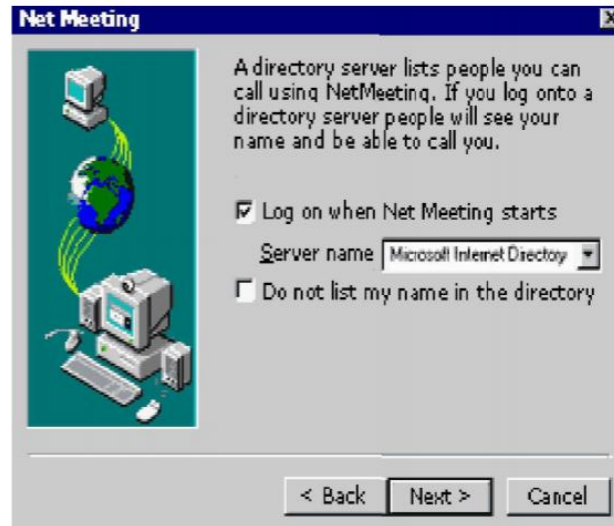 Net Meeting
A directory server lists people you can
call using NetMeeting. If you log onto a
directory server people will see your
name and be able to call you.
Log on when Net Meeting starts
Server name Microsoft Internet Directory
Do not list my name in the directory
< Back Next > Cancel